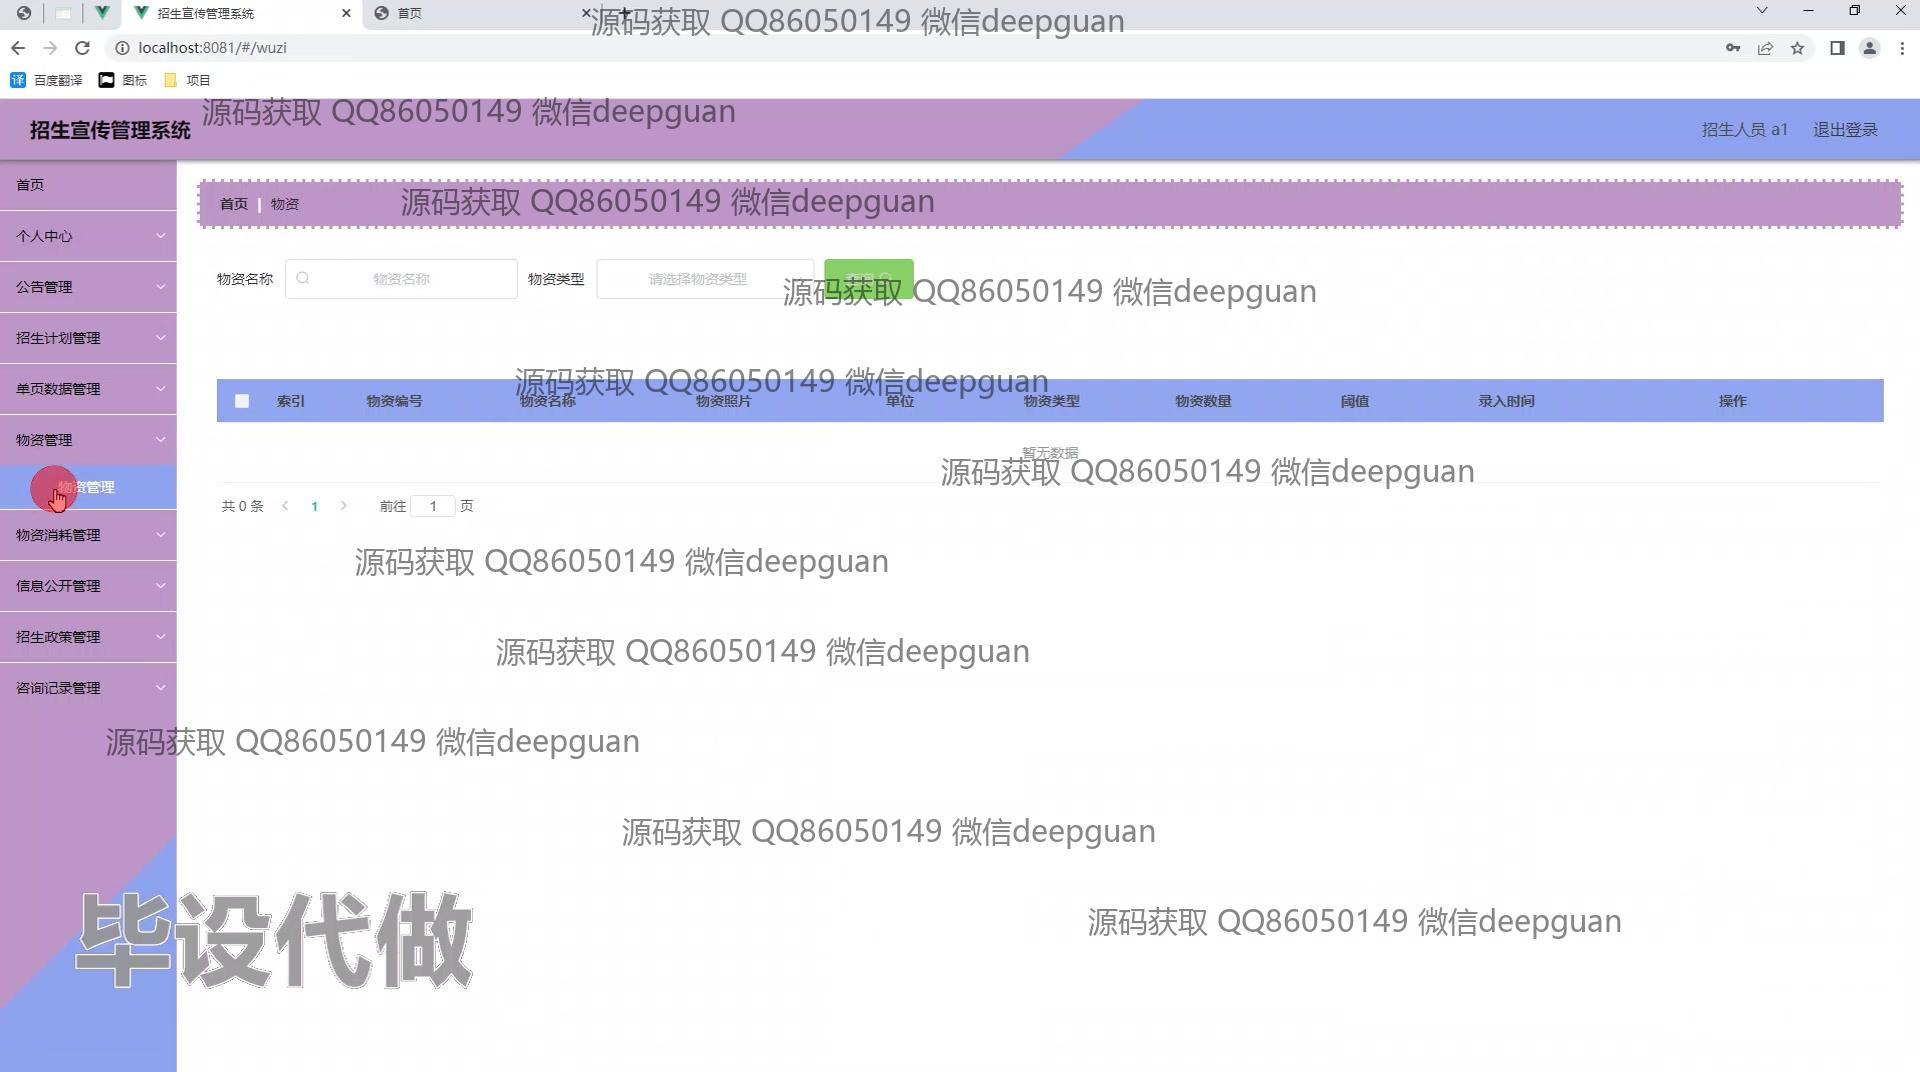 招生宣传管理系统
首页
源码获取 QQ86050149 微信deepguan
localhost:8081/#/wuzi
百度翻译
图标
项目
源码获取 QQ86050149 微信deepguan
招生宣传管理系统
招生人员 a1
退出登录
首页
个人中心
公告管理
招生计划管理
单页数据管理
物资管理
物资管理
物资消耗管理
信息公开管理
招生政策管理
咨询记录管理
首页 | 物资
源码获取 QQ86050149 微信deepguan
物资名称
物资名称
物资类型
请选择物资类型
源码获取 QQ86050149 微信deepguan
源码获取 QQ86050149 微信deepguan
索引 物资编号 物资名称 物资照片 单位 物资类型 物资数量 阈值 录入时间 操作
暂无数据
源码获取 QQ86050149 微信deepguan
共 0 条 1 前往 1 页
源码获取 QQ86050149 微信deepguan
源码获取 QQ86050149 微信deepguan
源码获取 QQ86050149 微信deepguan
源码获取 QQ86050149 微信deepguan
源码获取 QQ86050149 微信deepguan
毕设代做